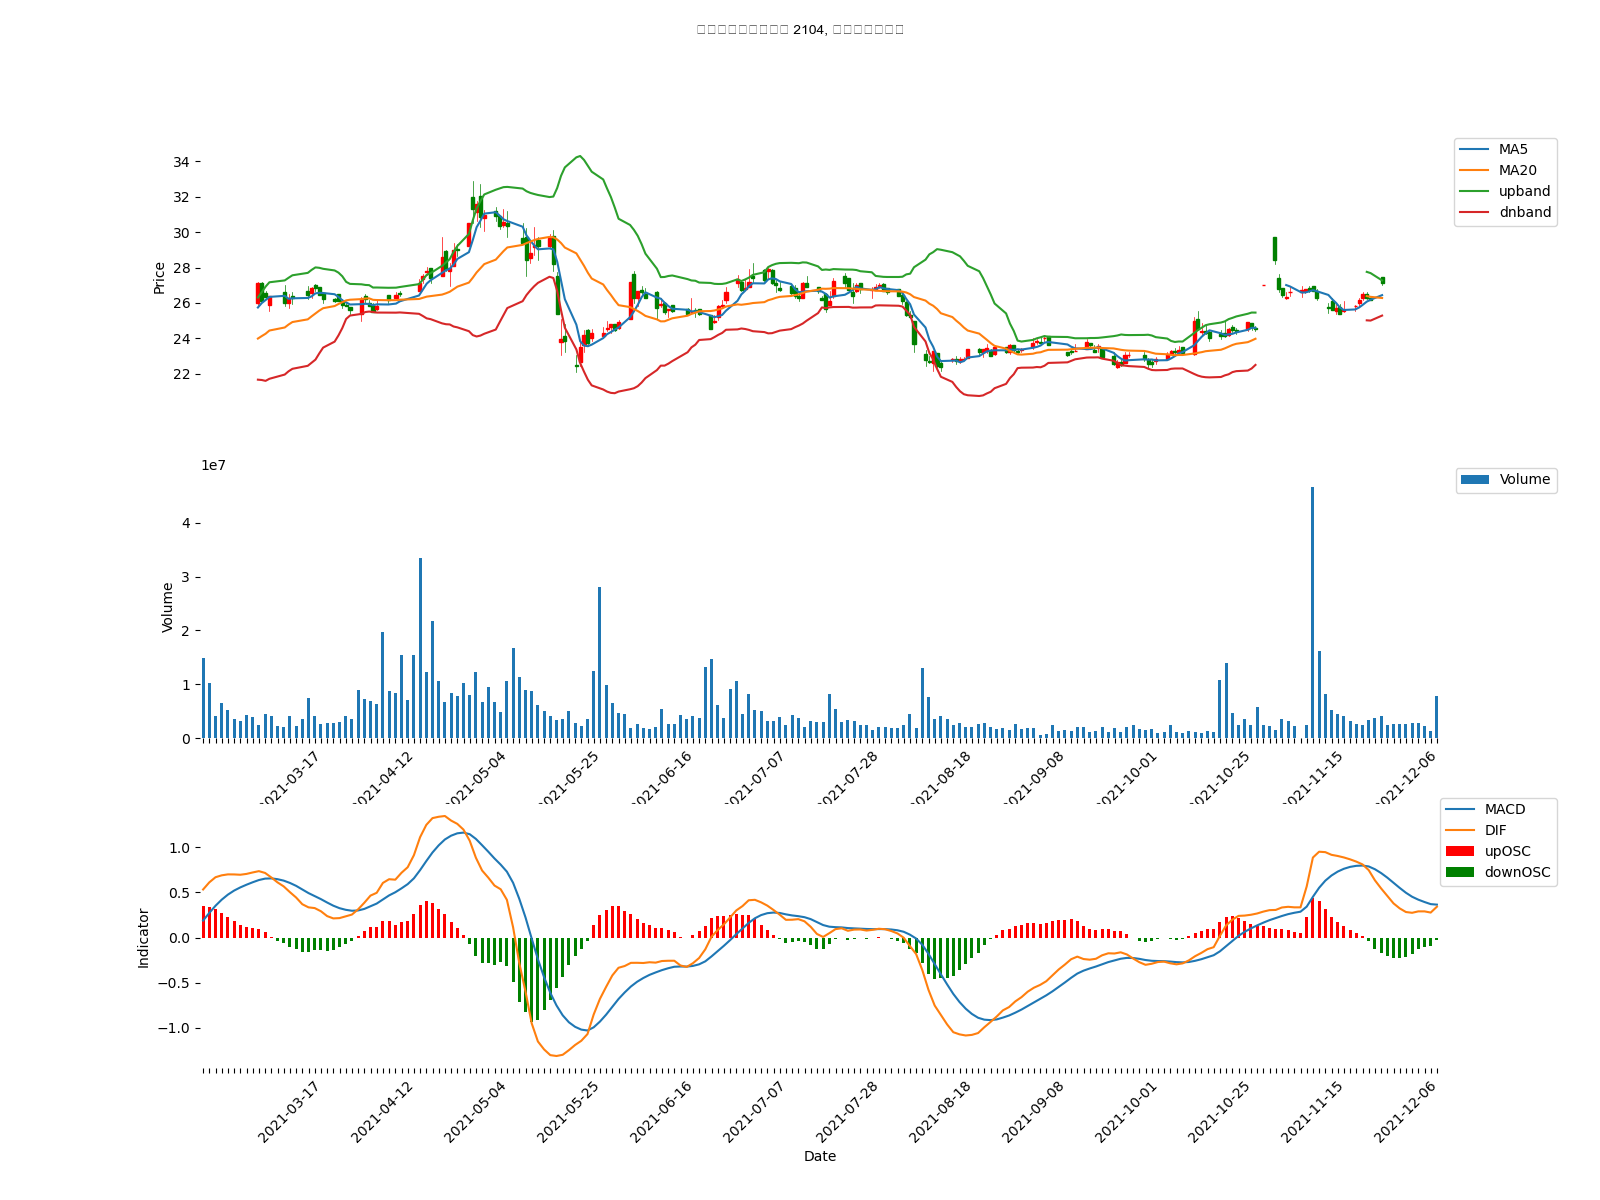 □□□□□□□□□□ 2104, □□□□□□□□
34
32
30
28
26
24
22
Price
MA5
MA20
upband
dnband
1e7
4
3
2
1
0
Volume
Volume
2021-03-17
2021-04-12
2021-05-04
2021-05-25
2021-06-16
2021-07-07
2021-07-28
2021-08-18
2021-09-08
2021-10-01
2021-10-25
2021-11-15
2021-12-06
1.0
0.5
0.0
−0.5
−1.0
Indicator
MACD
DIF
upOSC
downOSC
2021-03-17
2021-04-12
2021-05-04
2021-05-25
2021-06-16
2021-07-07
2021-07-28
2021-08-18
2021-09-08
2021-10-01
2021-10-25
2021-11-15
2021-12-06
Date